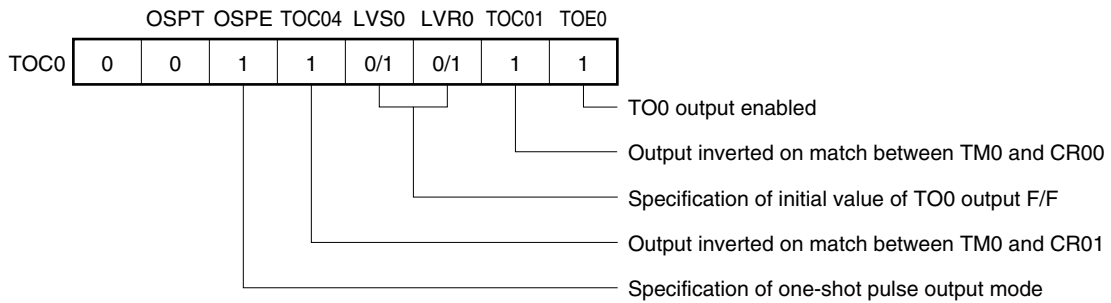 OSPT OSPE TOC04 LVS0 LVR0 TOC01 TOE0
TOC0 0 0 1 1 0/1 0/1 1 1
TO0 output enabled
Output inverted on match between TM0 and CR00
Specification of initial value of TO0 output F/F
Output inverted on match between TM0 and CR01
Specification of one-shot pulse output mode